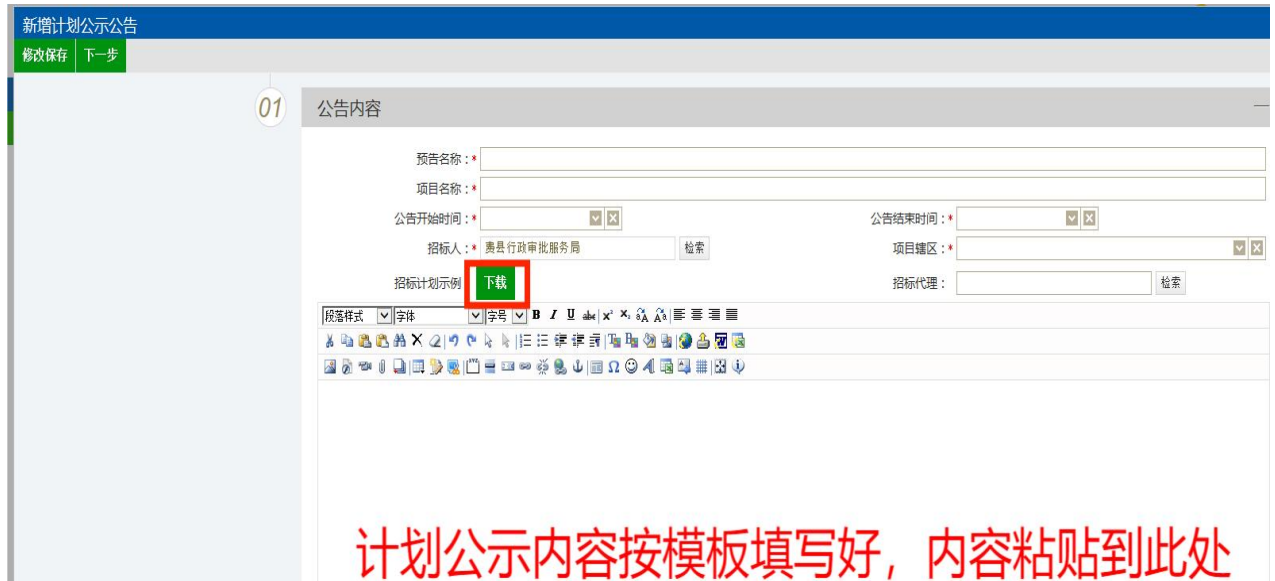 新增计划公示公告
修改保存 下一步
01 公告内容
预告名称：*
项目名称：*
公告开始时间：* 公告结束时间：*
招标人：* 费县行政审批服务局 检索 项目辖区：*
招标计划示例 下载 招标代理： 检索
段落样式 字体 字号 B I U abc x² x₂
计划公示内容按模板填写好，内容粘贴到此处